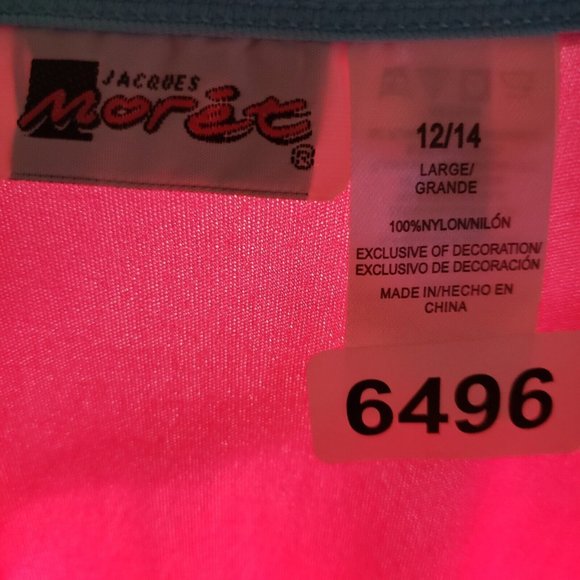 JACQUES
Morét
®
12/14
LARGE/
GRANDE
100%NYLON/NILÓN
EXCLUSIVE OF DECORATION/
EXCLUSIVO DE DECORACIÓN
MADE IN/HECHO EN
CHINA
6496